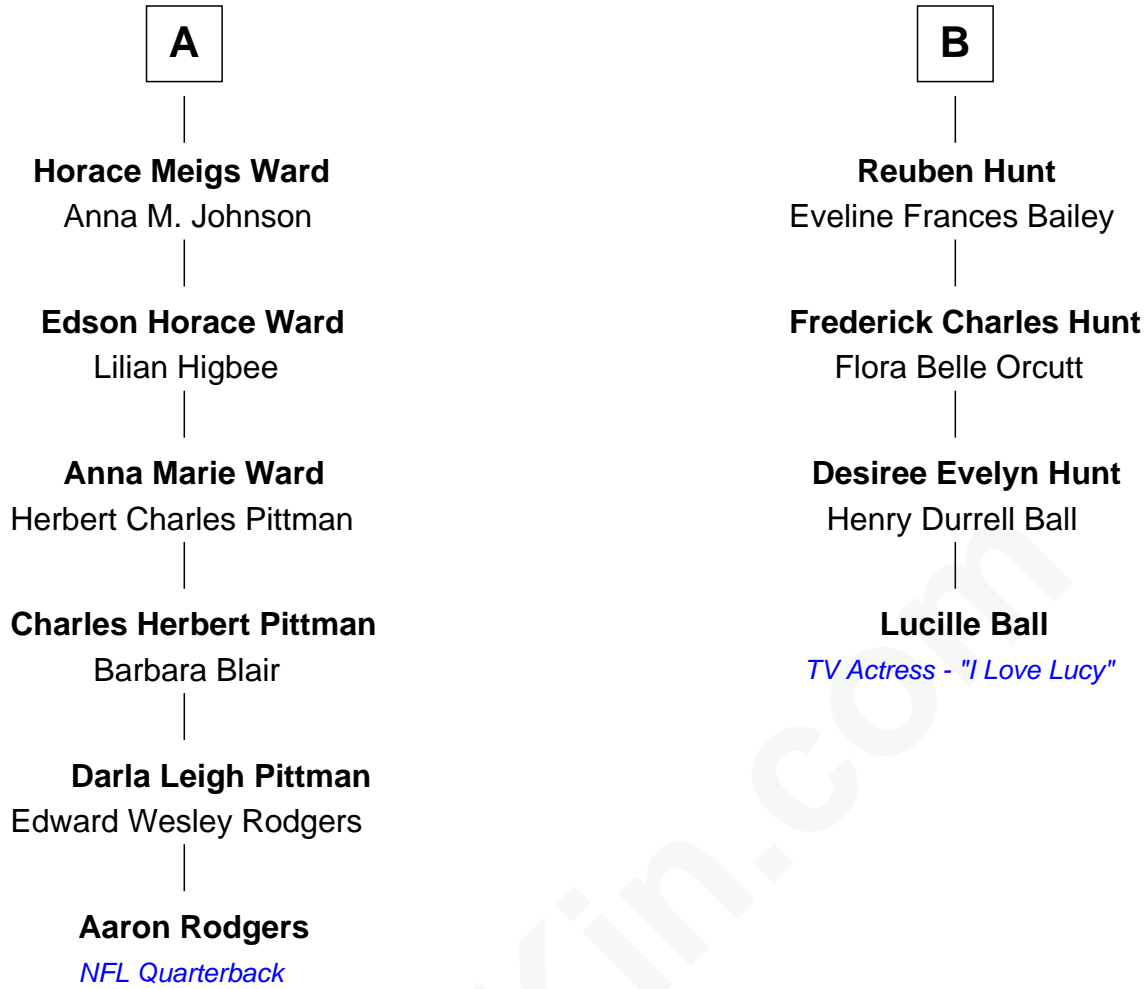 A
Horace Meigs Ward
Anna M. Johnson
Edson Horace Ward
Lilian Higbee
Anna Marie Ward
Herbert Charles Pittman
Charles Herbert Pittman
Barbara Blair
Darla Leigh Pittman
Edward Wesley Rodgers
Aaron Rodgers
NFL Quarterback
B
Reuben Hunt
Eveline Frances Bailey
Frederick Charles Hunt
Flora Belle Orcutt
Desiree Evelyn Hunt
Henry Durrell Ball
Lucille Ball
TV Actress - "I Love Lucy"